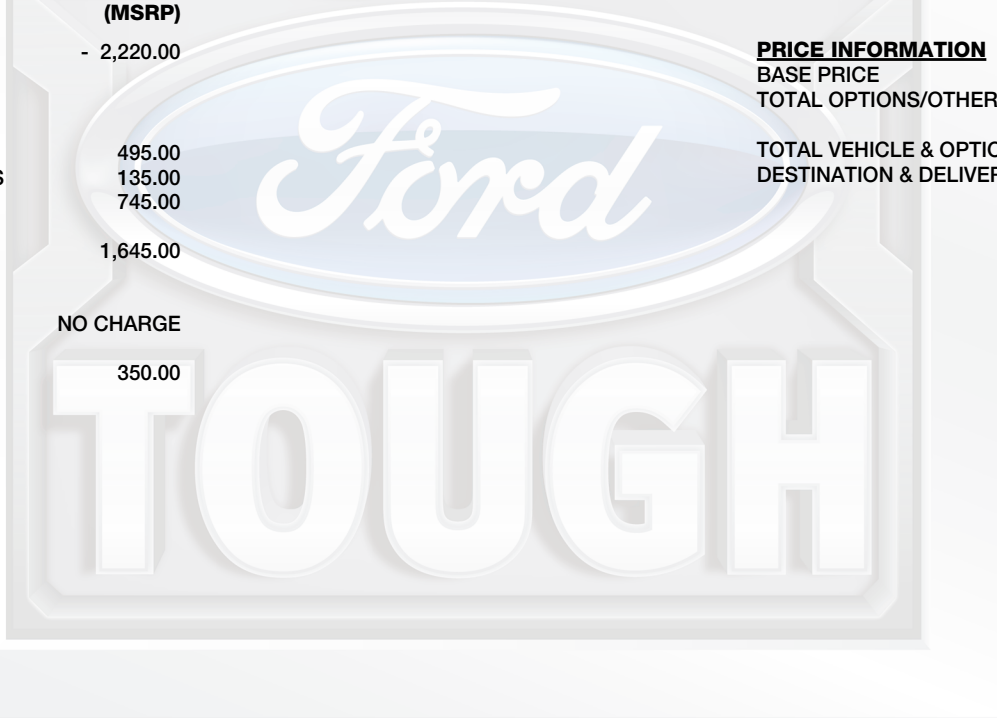 (MSRP)
- 2,220.00
495.00
S 135.00
745.00
1,645.00
NO CHARGE
350.00
PRICE INFORMATION
BASE PRICE
TOTAL OPTIONS/OTHER
TOTAL VEHICLE & OPTIO
DESTINATION & DELIVER
Ford
TOUGH